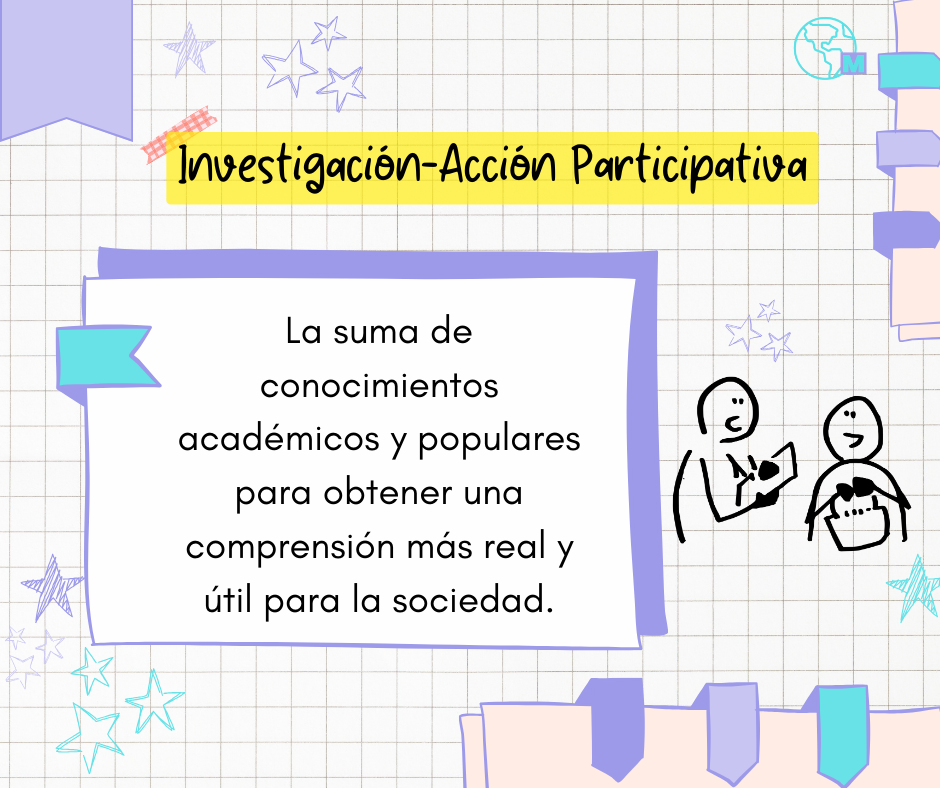 M
Investigación-Acción Participativa
La suma de
conocimientos
académicos y populares
para obtener una
comprensión más real y
útil para la sociedad.